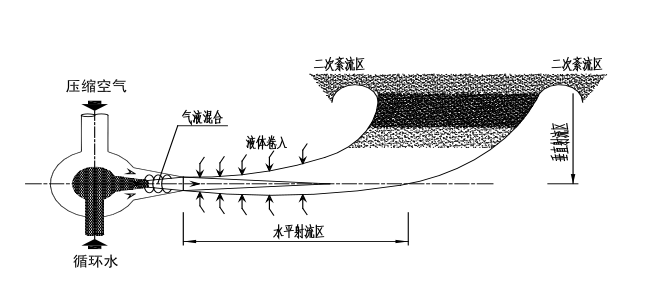 二次紊流区
二次紊流区
压缩空气
气液混合
液体卷入
垂直射流区
水平射流区
循环水